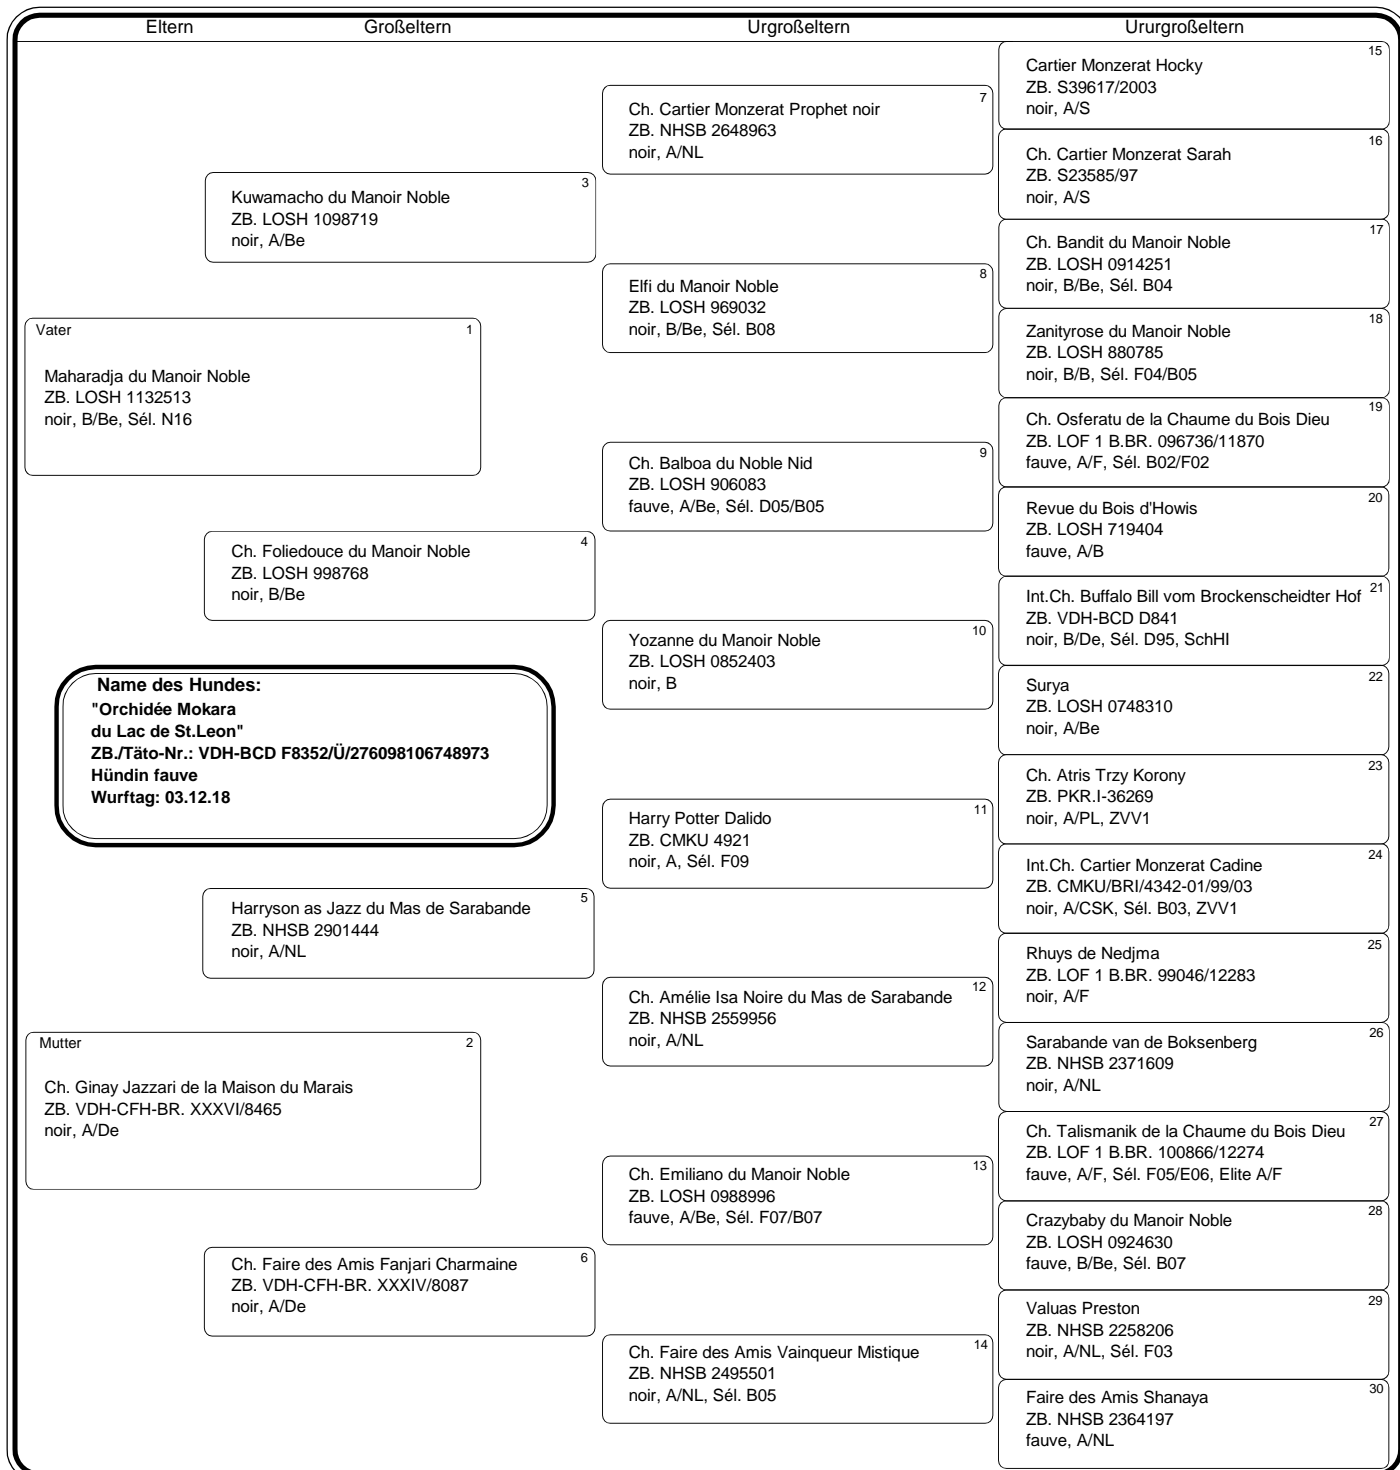 Eltern Großeltern Urgroßeltern Ururgroßeltern
Vater 1
Maharadja du Manoir Noble
ZB. LOSH 1132513
noir, B/Be, Sél. N16
Mutter 2
Ch. Ginay Jazzari de la Maison du Marais
ZB. VDH-CFH-BR. XXXVI/8465
noir, A/De
Name des Hundes:
"Orchidée Mokara
du Lac de St.Leon"
ZB./Täto-Nr.: VDH-BCD F8352/Ü/276098106748973
Hündin fauve
Wurftag: 03.12.18
3
Kuwamacho du Manoir Noble
ZB. LOSH 1098719
noir, A/Be
4
Ch. Foliedouce du Manoir Noble
ZB. LOSH 998768
noir, B/Be
5
Harryson as Jazz du Mas de Sarabande
ZB. NHSB 2901444
noir, A/NL
6
Ch. Faire des Amis Fanjari Charmaine
ZB. VDH-CFH-BR. XXXIV/8087
noir, A/De
7
Ch. Cartier Monzerat Prophet noir
ZB. NHSB 2648963
noir, A/NL
8
Elfi du Manoir Noble
ZB. LOSH 969032
noir, B/Be, Sél. B08
9
Ch. Balboa du Noble Nid
ZB. LOSH 906083
fauve, A/Be, Sél. D05/B05
10
Yozanne du Manoir Noble
ZB. LOSH 0852403
noir, B
11
Harry Potter Dalido
ZB. CMKU 4921
noir, A, Sél. F09
12
Ch. Amélie Isa Noire du Mas de Sarabande
ZB. NHSB 2559956
noir, A/NL
13
Ch. Emiliano du Manoir Noble
ZB. LOSH 0988996
fauve, A/Be, Sél. F07/B07
14
Ch. Faire des Amis Vainqueur Mistique
ZB. NHSB 2495501
noir, A/NL, Sél. B05
15
Cartier Monzerat Hocky
ZB. S39617/2003
noir, A/S
16
Ch. Cartier Monzerat Sarah
ZB. S23585/97
noir, A/S
17
Ch. Bandit du Manoir Noble
ZB. LOSH 0914251
noir, B/Be, Sél. B04
18
Zanityrose du Manoir Noble
ZB. LOSH 880785
noir, B/B, Sél. F04/B05
19
Ch. Osferatu de la Chaume du Bois Dieu
ZB. LOF 1 B.BR. 096736/11870
fauve, A/F, Sél. B02/F02
20
Revue du Bois d'Howis
ZB. LOSH 719404
fauve, A/B
21
Int.Ch. Buffalo Bill vom Brockenscheidter Hof
ZB. VDH-BCD D841
noir, B/De, Sél. D95, SchHI
22
Surya
ZB. LOSH 0748310
noir, A/Be
23
Ch. Atris Trzy Korony
ZB. PKR.I-36269
noir, A/PL, ZVV1
24
Int.Ch. Cartier Monzerat Cadine
ZB. CMKU/BRI/4342-01/99/03
noir, A/CSK, Sél. B03, ZVV1
25
Rhuys de Nedjma
ZB. LOF 1 B.BR. 99046/12283
noir, A/F
26
Sarabande van de Boksenberg
ZB. NHSB 2371609
noir, A/NL
27
Ch. Talismanik de la Chaume du Bois Dieu
ZB. LOF 1 B.BR. 100866/12274
fauve, A/F, Sél. F05/E06, Elite A/F
28
Crazybaby du Manoir Noble
ZB. LOSH 0924630
fauve, B/Be, Sél. B07
29
Valuas Preston
ZB. NHSB 2258206
noir, A/NL, Sél. F03
30
Faire des Amis Shanaya
ZB. NHSB 2364197
fauve, A/NL